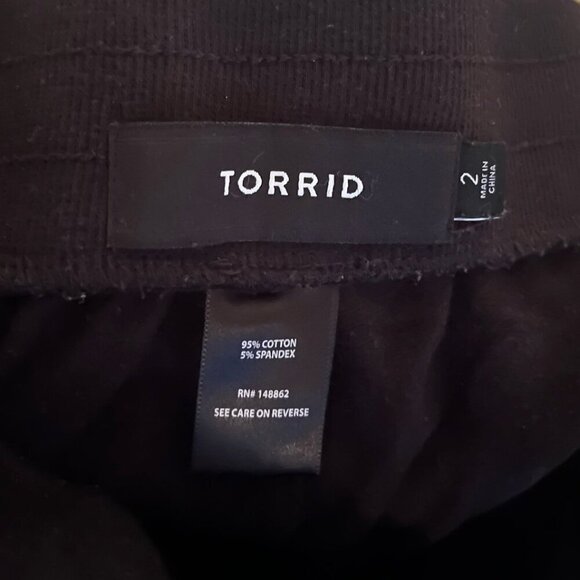 TORRID
2
MADE IN
CHINA
95% COTTON
5% SPANDEX
RN# 148862
SEE CARE ON REVERSE